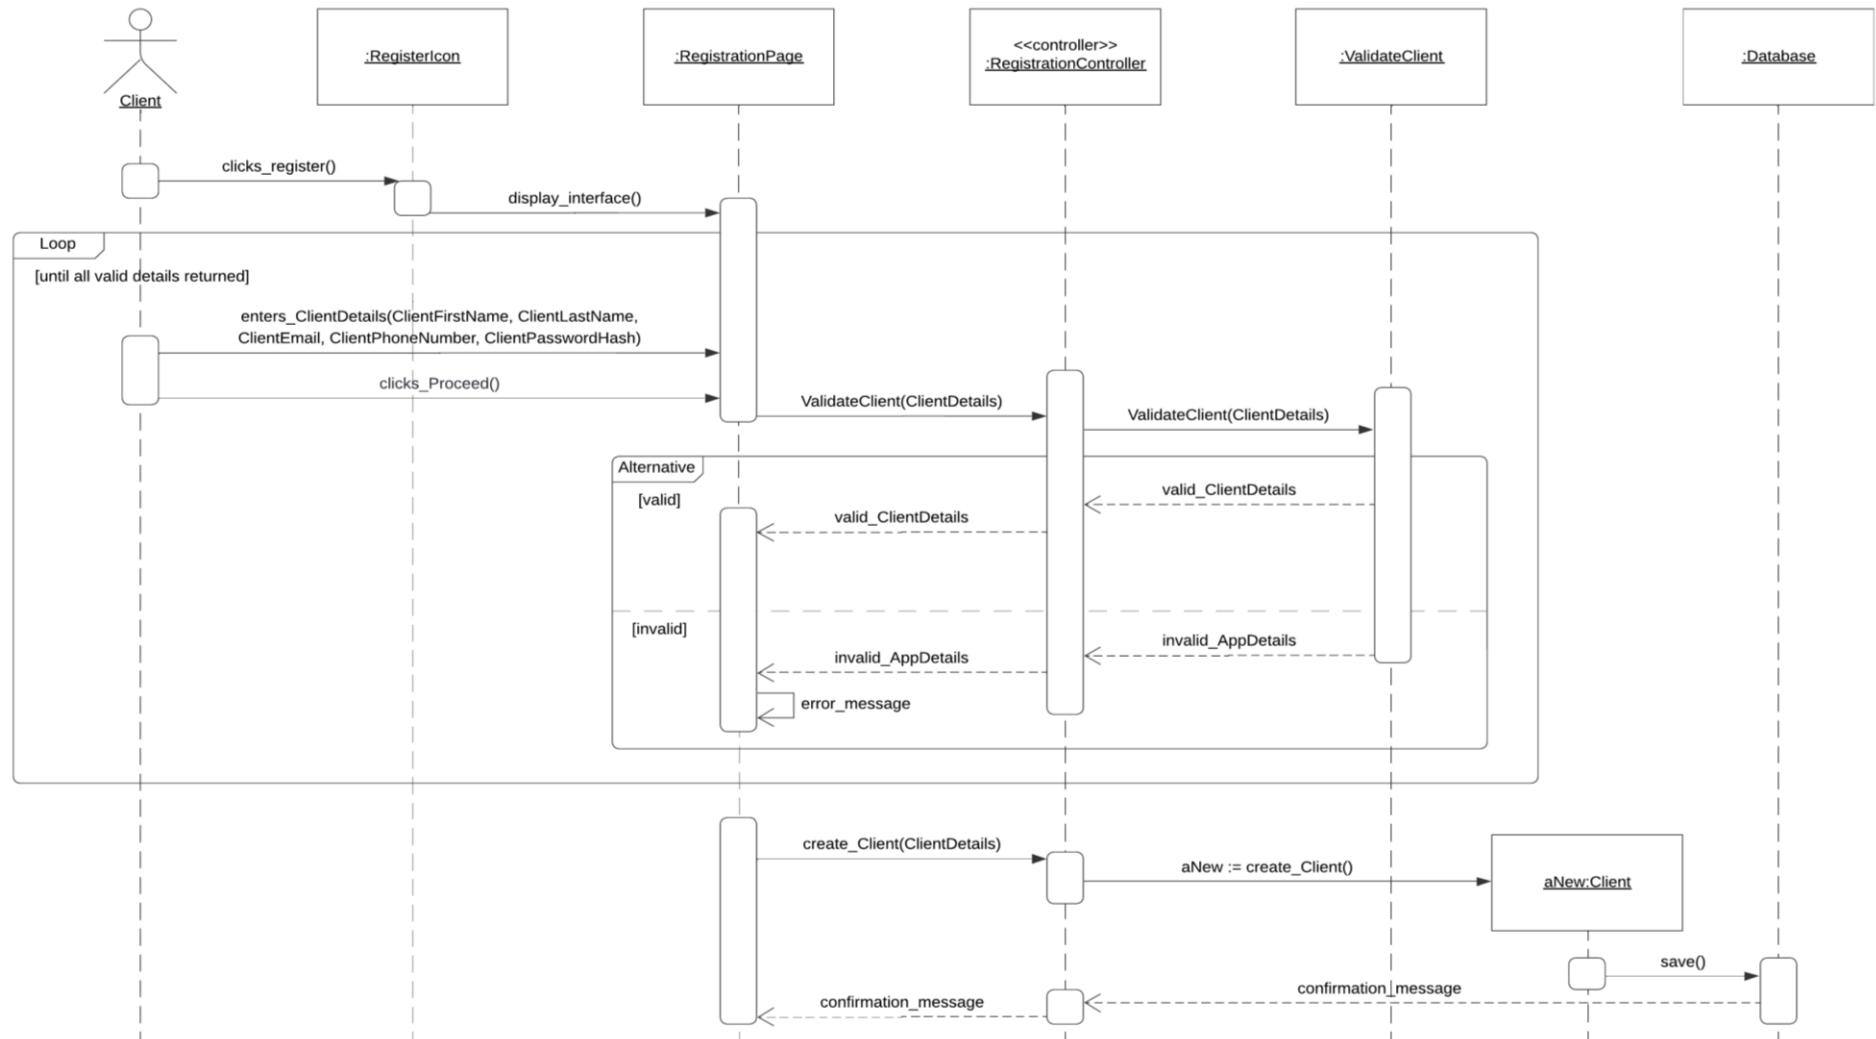 Client
:RegisterIcon
:RegistrationPage
<<controller>>
:RegistrationController
:ValidateClient
:Database
clicks_register()
display_interface()
Loop
[until all valid details returned]
enters_ClientDetails(ClientFirstName, ClientLastName,
ClientEmail, ClientPhoneNumber, ClientPasswordHash)
clicks_Proceed()
ValidateClient(ClientDetails)
ValidateClient(ClientDetails)
Alternative
[valid]
valid_ClientDetails
valid_ClientDetails
[invalid]
invalid_AppDetails
invalid_AppDetails
error_message
create_Client(ClientDetails)
aNew := create_Client()
aNew:Client
save()
confirmation_message
confirmation_message